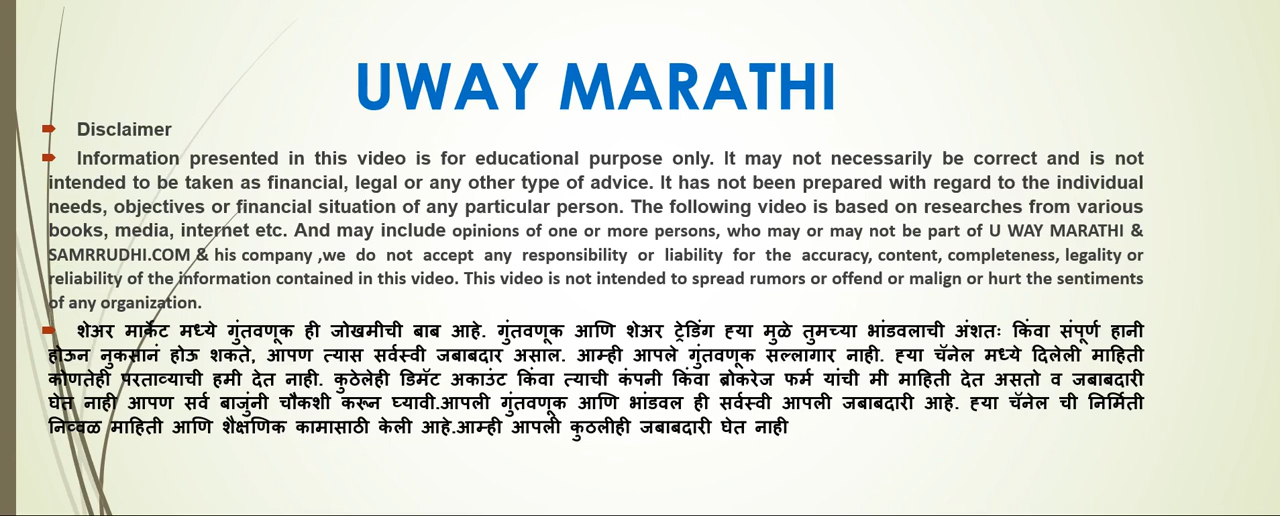 UWAY MARATHI
Disclaimer
Information presented in this video is for educational purpose only. It may not necessarily be correct and is not
intended to be taken as financial, legal or any other type of advice. It has not been prepared with regard to the individual
needs, objectives or financial situation of any particular person. The following video is based on researches from various
books, media, internet etc. And may include opinions of one or more persons, who may or may not be part of U WAY MARATHI &
SAMRRUDHI.COM & his company ,we do not accept any responsibility or liability for the accuracy, content, completeness, legality or
reliability of the information contained in this video. This video is not intended to spread rumors or offend or malign or hurt the sentiments
of any organization.
शेअर मार्केट मध्ये गुंतवणूक ही जोखमीची बाब आहे. गुंतवणूक आणि शेअर ट्रेडिंग ह्या मुळे तुमच्या भांडवलाची अंशतः किंवा संपूर्ण हानी
होऊन नुकसानं होऊ शकते, आपण त्यास सर्वस्वी जबाबदार असाल. आम्ही आपले गुंतवणूक सल्लागार नाही. ह्या चॅनेल मध्ये दिलेली माहिती
कोणतेही परताव्याची हमी देत नाही. कुठेलेही डिमॅट अकाउंट किंवा त्याची कंपनी किंवा ब्रोकरेज फर्म यांची मी माहिती देत असतो व जबाबदारी
घेत नाही आपण सर्व बाजुंनी चौकशी करून घ्यावी.आपली गुंतवणूक आणि भांडवल ही सर्वस्वी आपली जबाबदारी आहे. ह्या चॅनेल ची निर्मिती
निव्वळ माहिती आणि शैक्षणिक कामासाठी केली आहे.आम्ही आपली कुठलीही जबाबदारी घेत नाही